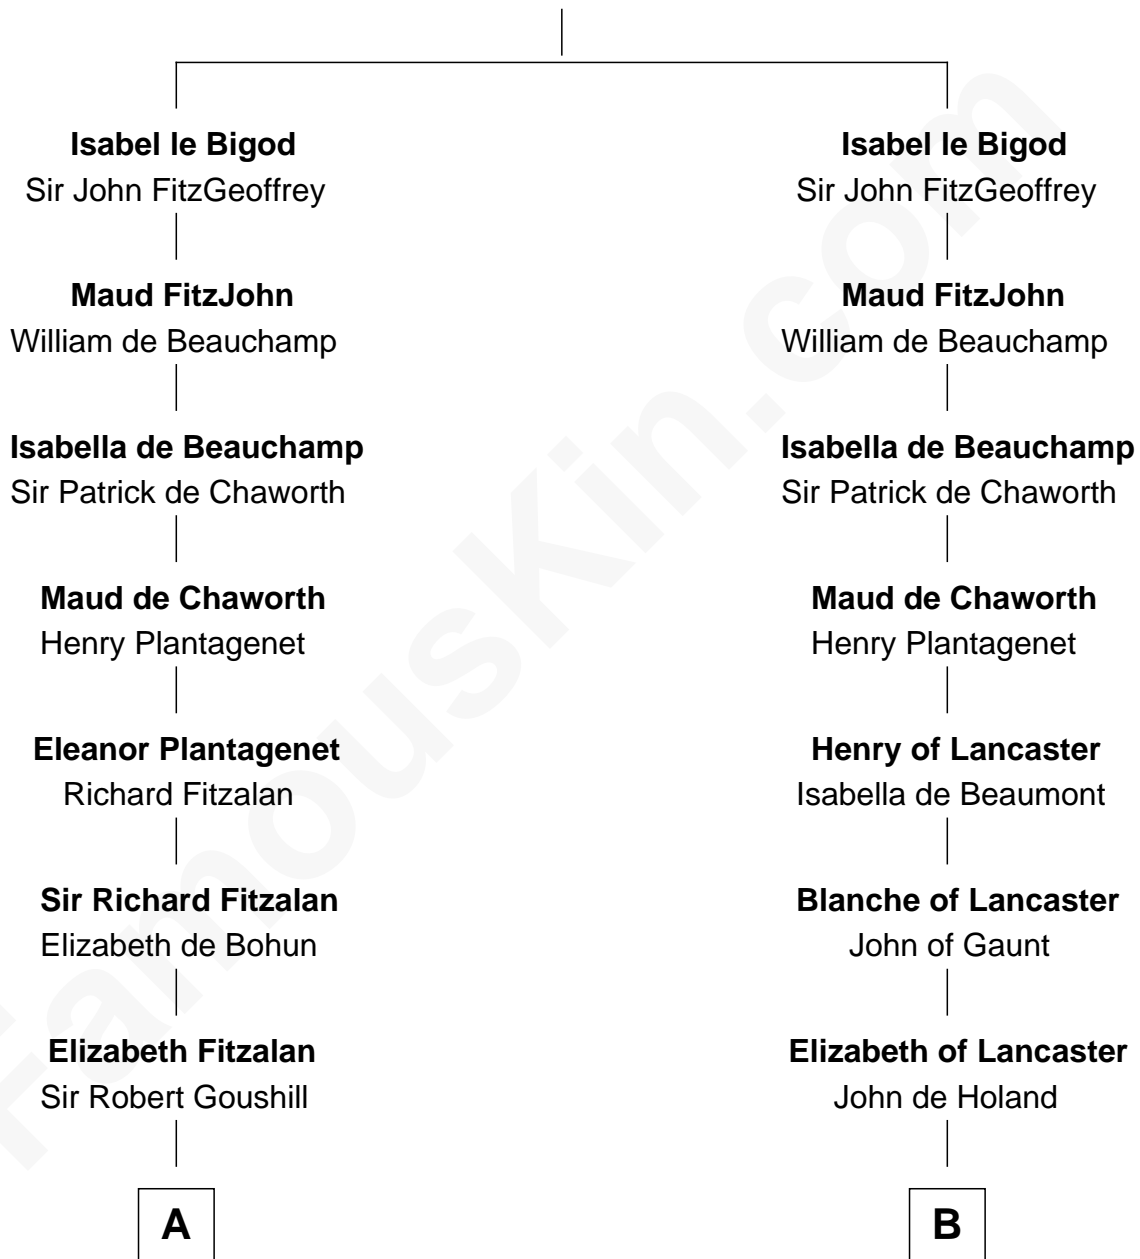 Isabel le Bigod
Sir John FitzGeoffrey
Maud FitzJohn
William de Beauchamp
Isabella de Beauchamp
Sir Patrick de Chaworth
Maud de Chaworth
Henry Plantagenet
Eleanor Plantagenet
Richard Fitzalan
Sir Richard Fitzalan
Elizabeth de Bohun
Elizabeth Fitzalan
Sir Robert Goushill
A
Isabel le Bigod
Sir John FitzGeoffrey
Maud FitzJohn
William de Beauchamp
Isabella de Beauchamp
Sir Patrick de Chaworth
Maud de Chaworth
Henry Plantagenet
Henry of Lancaster
Isabella de Beaumont
Blanche of Lancaster
John of Gaunt
Elizabeth of Lancaster
John de Holand
B
FamousKin.com